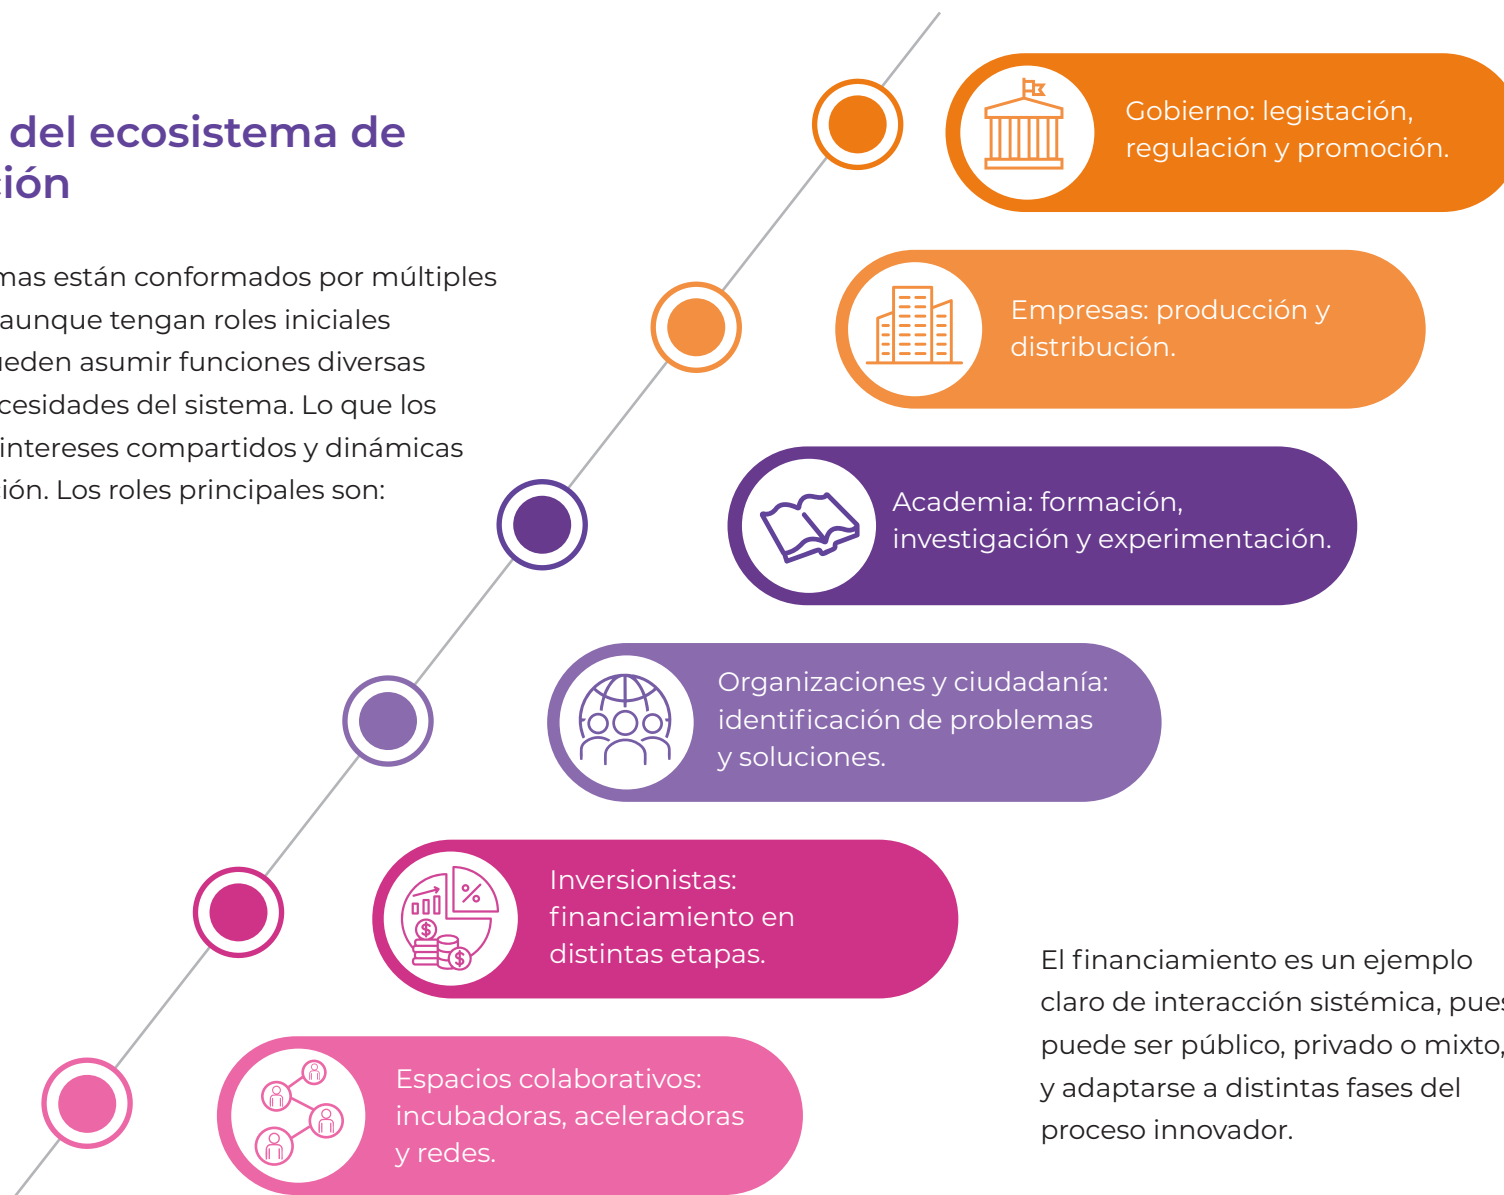 del ecosistema de
ción
mas están conformados por múltiples
aunque tengan roles iniciales
ueden asumir funciones diversas
cesidades del sistema. Lo que los
intereses compartidos y dinámicas
ción. Los roles principales son:
Gobierno: legistación,
regulación y promoción.
Empresas: producción y
distribución.
Academia: formación,
investigación y experimentación.
Organizaciones y ciudadanía:
identificación de problemas
y soluciones.
Inversionistas:
financiamiento en
distintas etapas.
Espacios colaborativos:
incubadoras, aceleradoras
y redes.
El financiamiento es un ejemplo
claro de interacción sistémica, pues
puede ser público, privado o mixto,
y adaptarse a distintas fases del
proceso innovador.